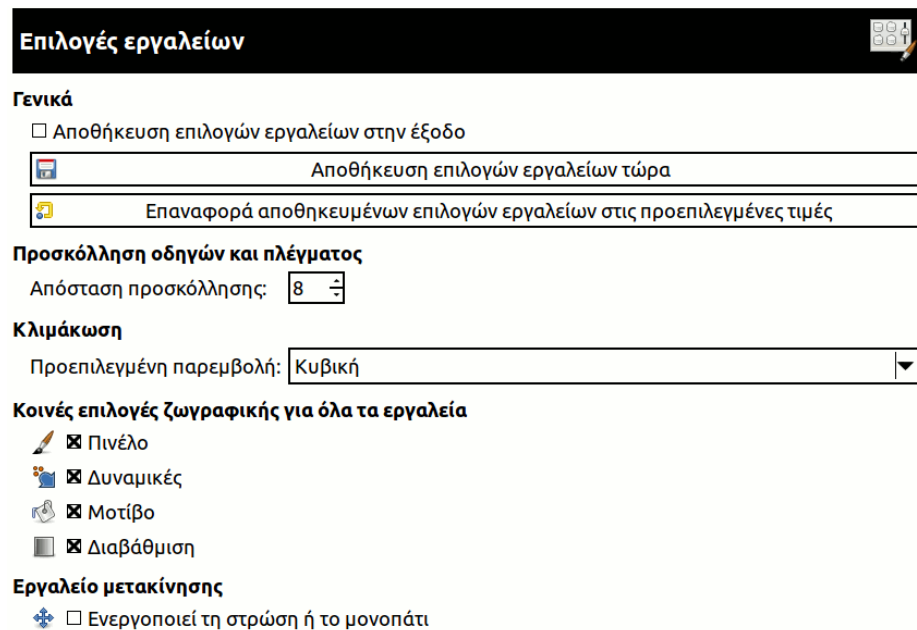 Επιλογές εργαλείων
Γενικά
Αποθήκευση επιλογών εργαλείων στην έξοδο
Αποθήκευση επιλογών εργαλείων τώρα
Επαναφορά αποθηκευμένων επιλογών εργαλείων στις προεπιλεγμένες τιμές
Προσκόλληση οδηγών και πλέγματος
Απόσταση προσκόλλησης: 8
Κλιμάκωση
Προεπιλεγμένη παρεμβολή: Κυβική
Κοινές επιλογές ζωγραφικής για όλα τα εργαλεία
Πινέλο
Δυναμικές
Μοτίβο
Διαβάθμιση
Εργαλείο μετακίνησης
Ενεργοποιεί τη στρώση ή το μονοπάτι